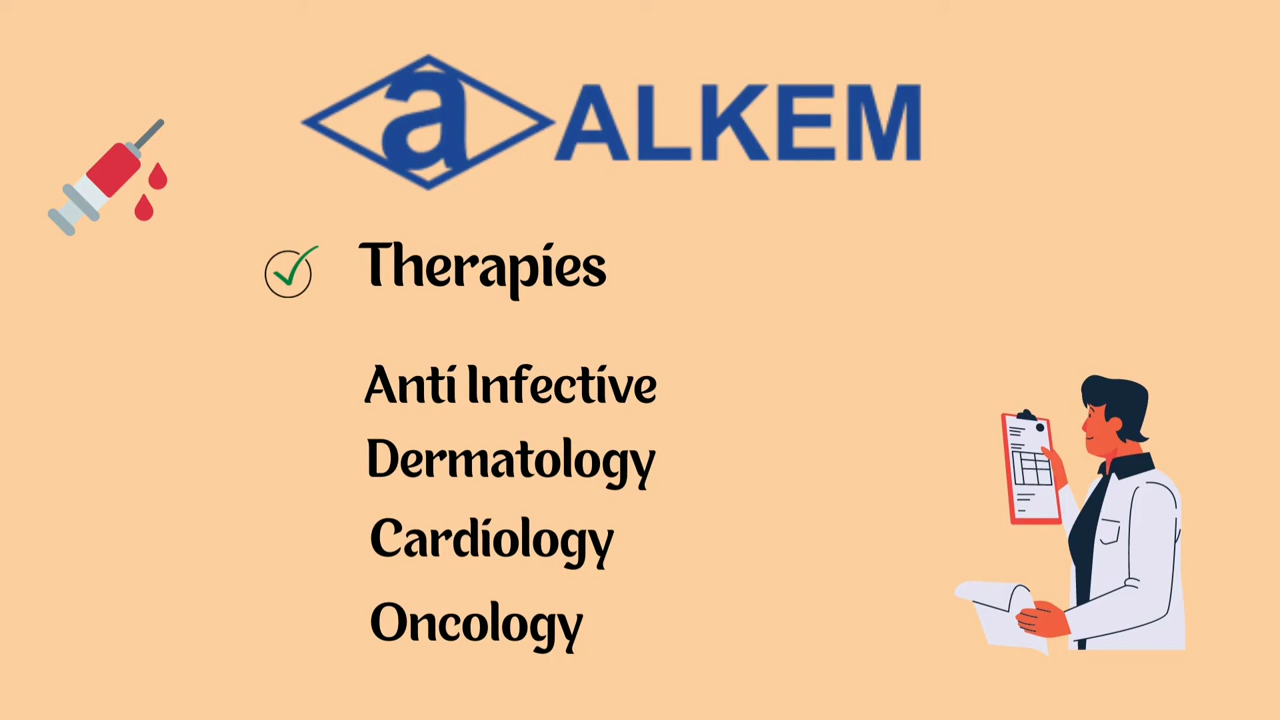 a ALKEM
Therapies
Anti Infective
Dermatology
Cardiology
Oncology